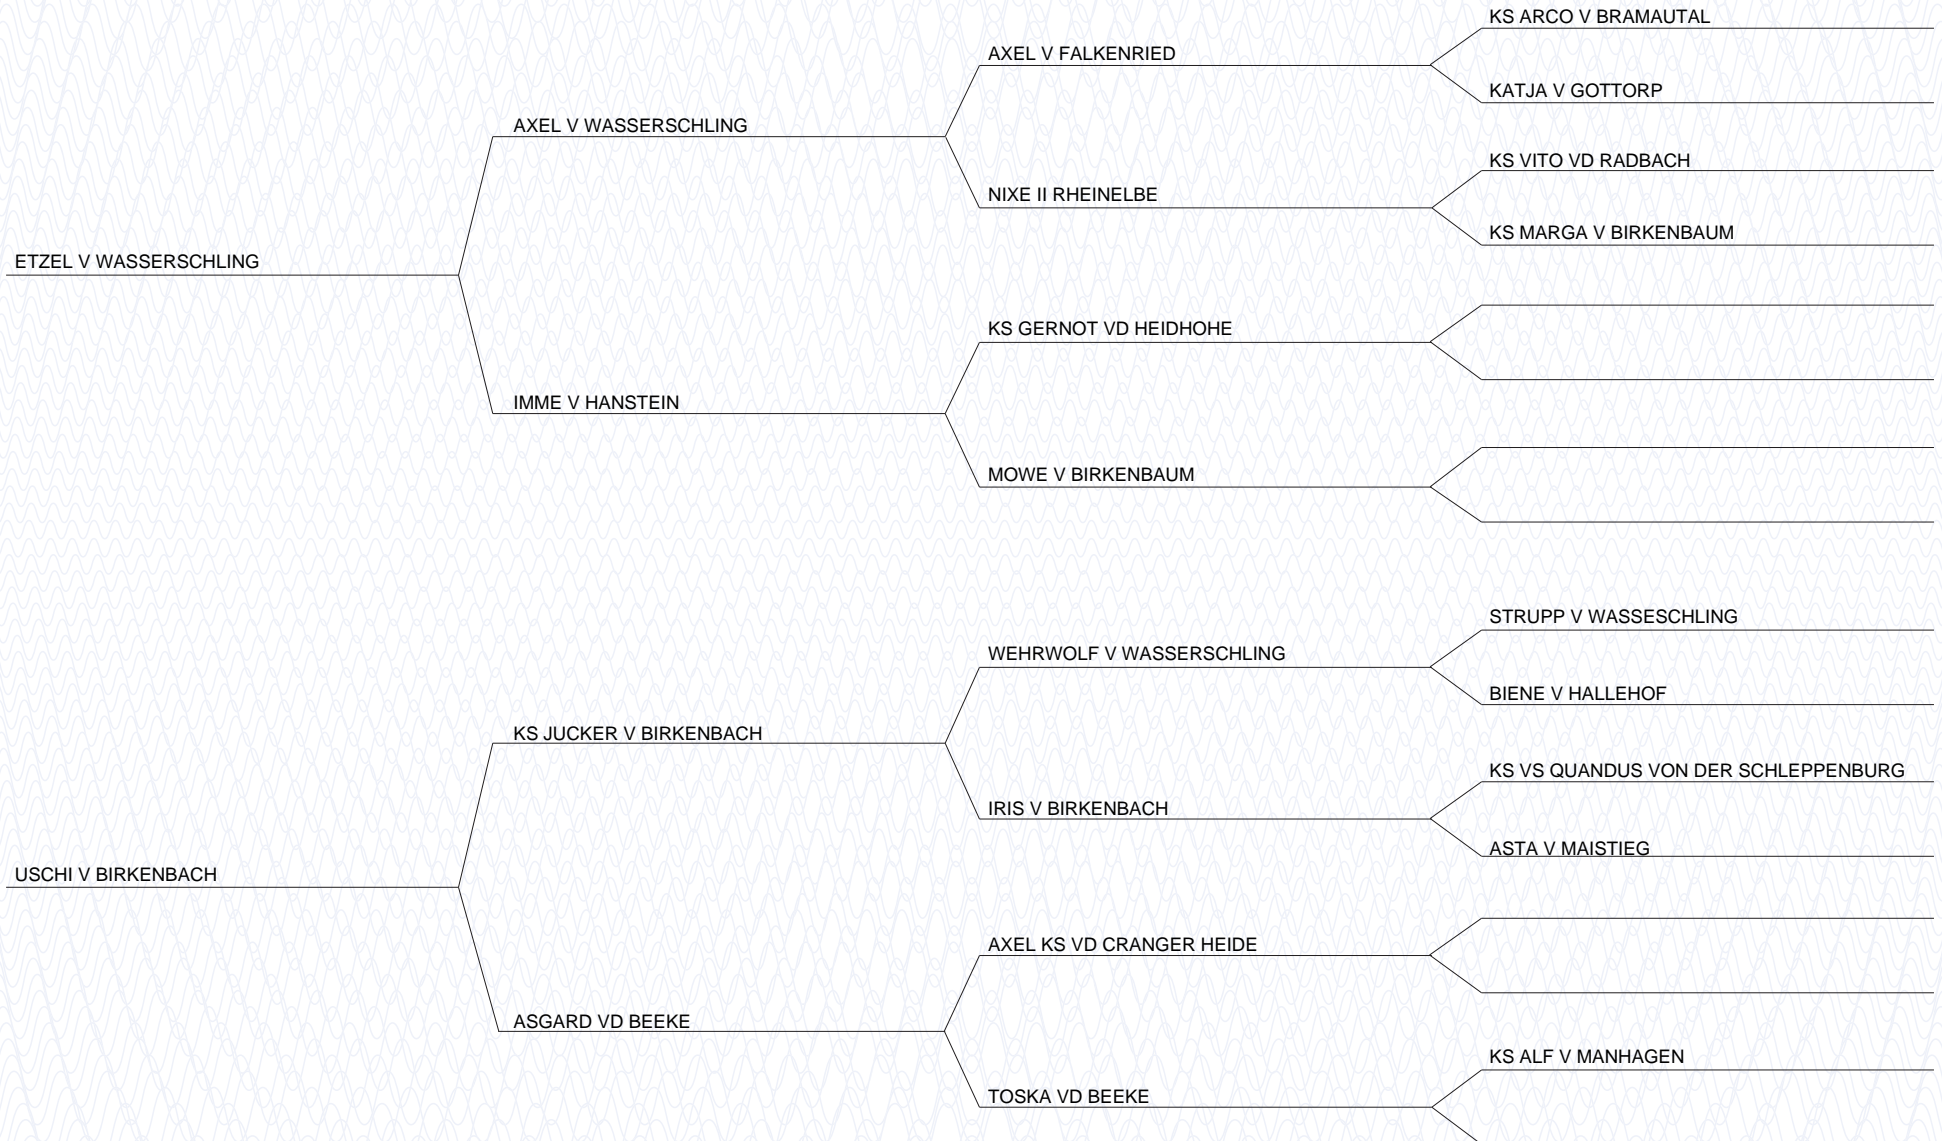 KS ARCO V BRAMAUTAL
AXEL V FALKENRIED
KATJA V GOTTORP
AXEL V WASSERSCHLING
KS VITO VD RADBACH
NIXE II RHEINELBE
KS MARGA V BIRKENBAUM
ETZEL V WASSERSCHLING
KS GERNOT VD HEIDHOHE
IMME V HANSTEIN
MOWE V BIRKENBAUM
STRUPP V WASSESCHLING
WEHRWOLF V WASSERSCHLING
BIENE V HALLEHOF
KS JUCKER V BIRKENBACH
KS VS QUANDUS VON DER SCHLEPPENBURG
IRIS V BIRKENBACH
ASTA V MAISTIEG
USCHI V BIRKENBACH
AXEL KS VD CRANGER HEIDE
ASGARD VD BEEKE
KS ALF V MANHAGEN
TOSKA VD BEEKE